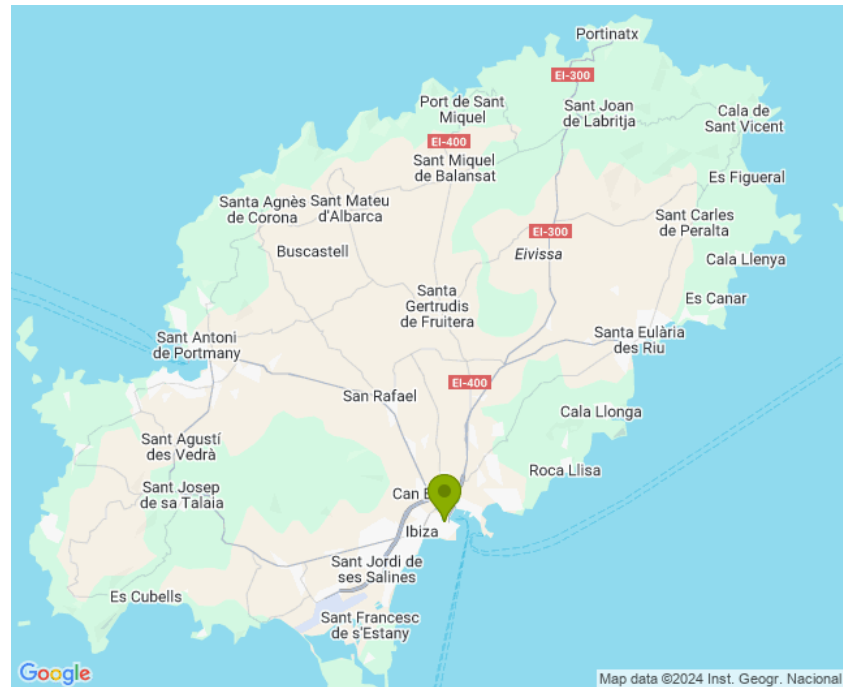 Portinatx
EI-300
Port de Sant
Miquel
Sant Joan
de Labritja
Cala de
Sant Vicent
EI-400
Sant Miquel
de Balansat
Es Figueral
Santa Agnès
de Corona
Sant Mateu
d'Albarca
Sant Carles
de Peralta
EI-300
Buscastell
Eivissa
Cala Llenya
Santa
Gertrudis
de Fruitera
Es Canar
Sant Antoni
de Portmany
Santa Eulària
des Riu
EI-400
San Rafael
Cala Llonga
Sant Agustí
des Vedrà
Roca Llisa
Sant Josep
de sa Talaia
Can
Ibiza
Sant Jordi de
ses Salines
Es Cubells
Sant Francesc
de s'Estany
Google
Map data ©2024 Inst. Geogr. Nacional